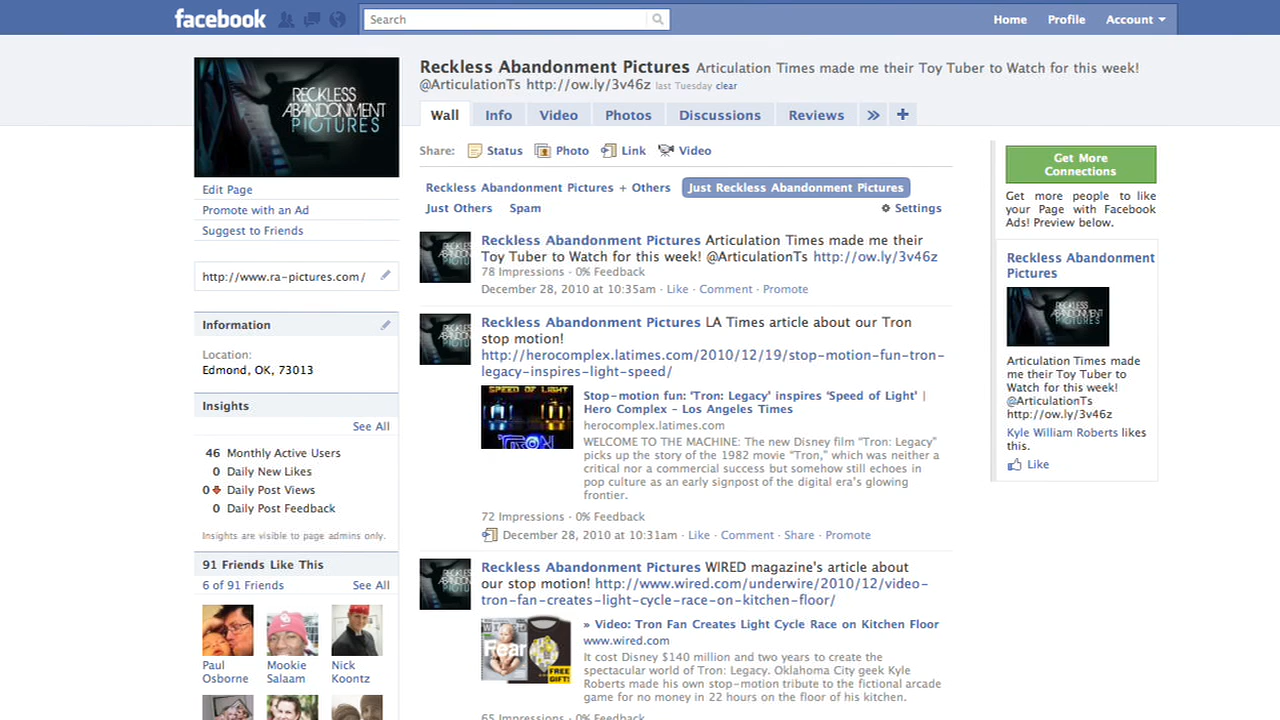 facebook
Search
Home Profile Account
RECKLESS
ABANDONMENT
PICTURES
Reckless Abandonment Pictures Articulation Times made me their Toy Tuber to Watch for this week!
@ArticulationTs http://ow.ly/3v46z last Tuesday clear
Wall Info Video Photos Discussions Reviews » +
Share: Status Photo Link Video
Reckless Abandonment Pictures + Others Just Reckless Abandonment Pictures
Just Others Spam Settings
Edit Page
Promote with an Ad
Suggest to Friends
http://www.ra-pictures.com/
Information
Location:
Edmond, OK, 73013
Insights
See All
46 Monthly Active Users
0 Daily New Likes
0 Daily Post Views
0 Daily Post Feedback
Insights are visible to page admins only.
91 Friends Like This
6 of 91 Friends See All
Paul
Osborne
Mookie
Salaam
Nick
Koontz
Reckless Abandonment Pictures Articulation Times made me their
Toy Tuber to Watch for this week! @ArticulationTs http://ow.ly/3v46z
78 Impressions · 0% Feedback
December 28, 2010 at 10:35am · Like · Comment · Promote
Reckless Abandonment Pictures LA Times article about our Tron
stop motion!
http://herocomplex.latimes.com/2010/12/19/stop-motion-fun-tron-
legacy-inspires-light-speed/
SPEED OF LIGHT
TRON
Stop-motion fun: 'Tron: Legacy' inspires 'Speed of Light' |
Hero Complex – Los Angeles Times
herocomplex.latimes.com
WELCOME TO THE MACHINE: The new Disney film “Tron: Legacy”
picks up the story of the 1982 movie “Tron,” which was neither a
critical nor a commercial success but somehow still echoes in
pop culture as an early signpost of the digital era’s glowing
frontier.
72 Impressions · 0% Feedback
December 28, 2010 at 10:31am · Like · Comment · Share · Promote
Reckless Abandonment Pictures WIRED magazine's article about
our stop motion! http://www.wired.com/underwire/2010/12/video-
tron-fan-creates-light-cycle-race-on-kitchen-floor/
WIRED
Rear
FREE
GIFT!
» Video: Tron Fan Creates Light Cycle Race on Kitchen Floor
www.wired.com
It cost Disney $140 million and two years to create the
spectacular world of Tron: Legacy. Oklahoma City geek Kyle
Roberts made his own stop-motion tribute to the fictional arcade
game for no money in 22 hours on the floor of his kitchen.
65 Impressions · 0% Feedback
Get More
Connections
Get more people to like
your Page with Facebook
Ads! Preview below.
Reckless Abandonment
Pictures
RECKLESS
ABANDONMENT
PICTURES
Articulation Times made
me their Toy Tuber to
Watch for this week!
@ArticulationTs
http://ow.ly/3v46z
Kyle William Roberts likes
this.
Like